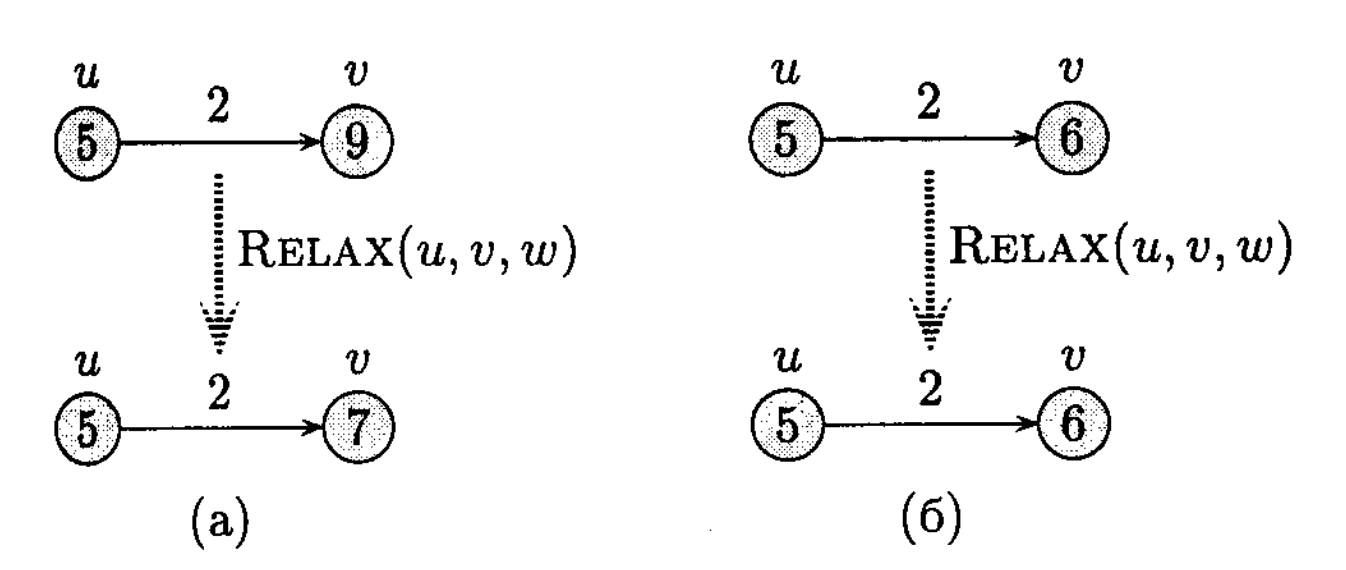 u 2 v
5 9
RELAX(u, v, w)
u 2 v
5 7
(а)
u 2 v
5 6
RELAX(u, v, w)
u 2 v
5 6
(б)